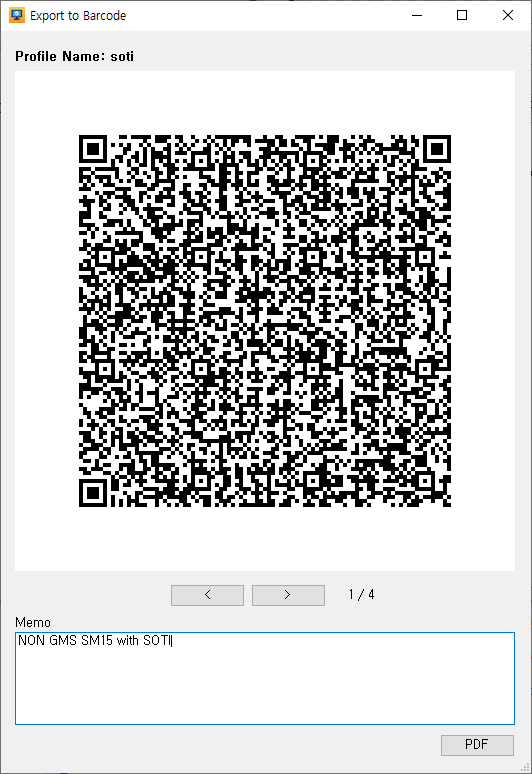 Export to Barcode
Profile Name: soti
<
>
1 / 4
Memo
NON GMS SM15 with SOTI
PDF